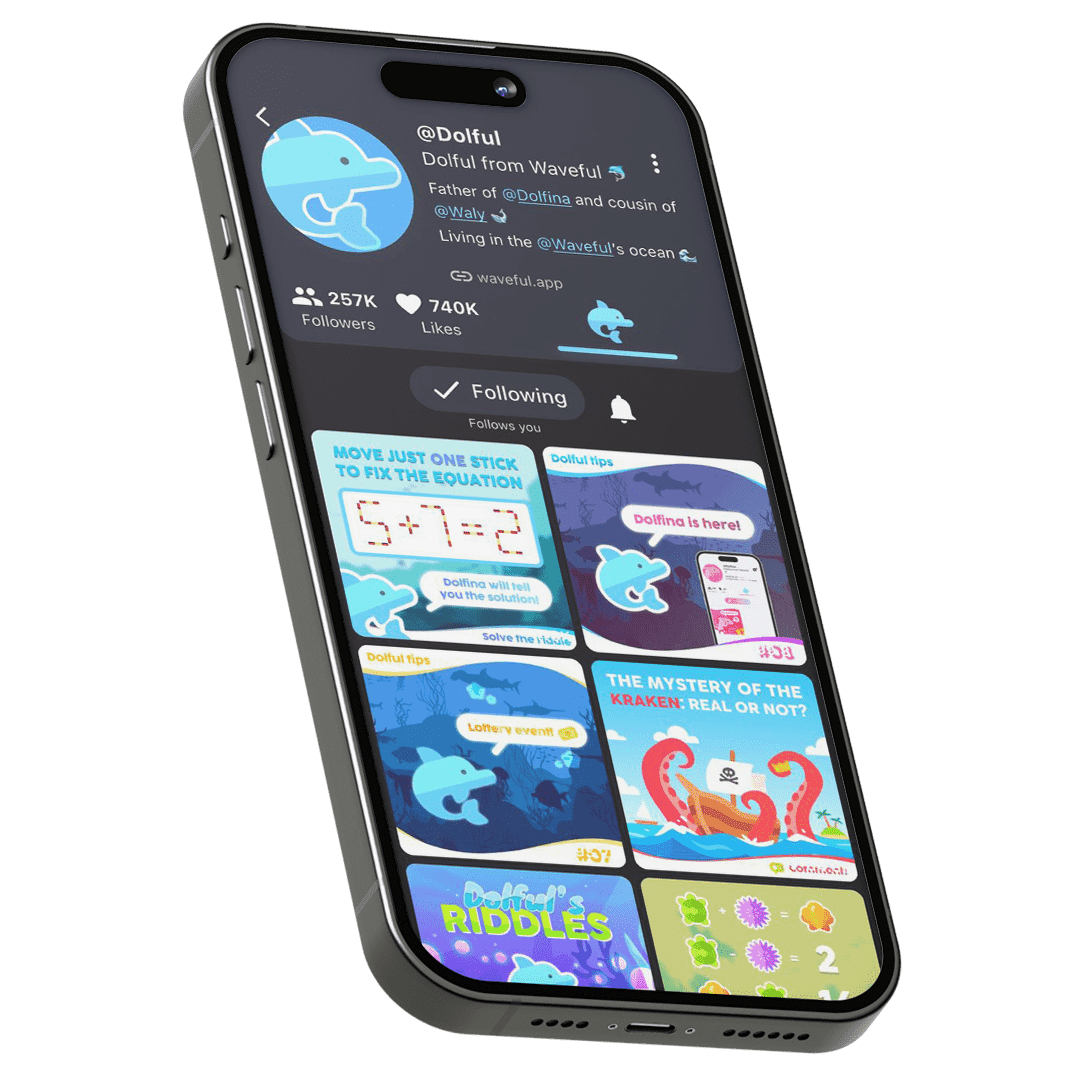 @Dolful
Dolful from Waveful
Father of @Dolfina and cousin of
@Waly
Living in the @Waveful's ocean
waveful.app
257K
Followers
740K
Likes
Following
Follows you
MOVE JUST ONE STICK
TO FIX THE EQUATION
5+7=2
Dolfina will tell
you the solution!
Solve the riddle
Dolful tips
Dolfina is here!
#08
Dolful tips
Lottery event!
#07
THE MYSTERY OF THE
KRAKEN: REAL OR NOT?
Dolful's
RIDDLES
+ =
- = 2